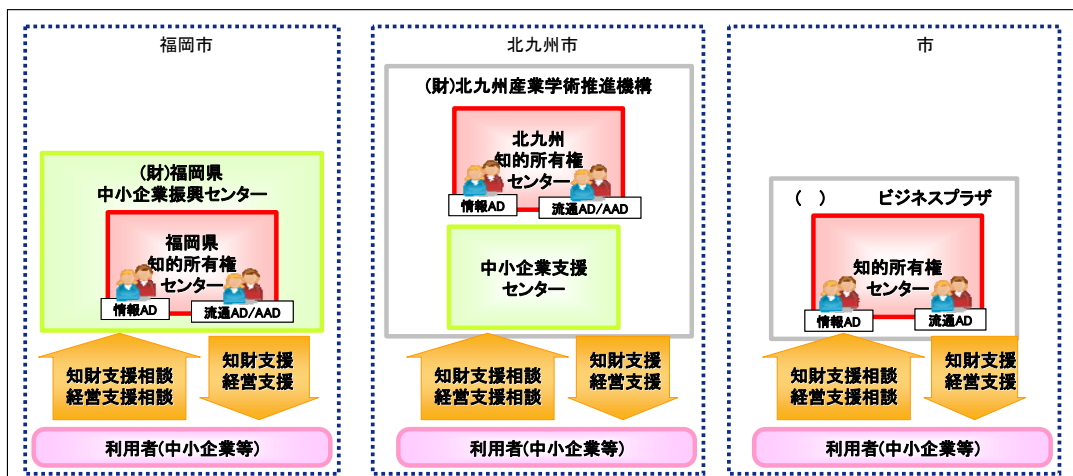 福岡市
(財)福岡県
中小企業振興センター
福岡県
知的所有権
センター
情報AD
流通AD/AAD
知財支援相談
経営支援相談
知財支援
経営支援
利用者(中小企業等)
北九州市
(財)北九州産業学術推進機構
北九州
知的所有権
センター
情報AD
流通AD/AAD
中小企業支援
センター
知財支援相談
経営支援相談
知財支援
経営支援
利用者(中小企業等)
市
( ) ビジネスプラザ
知的所有権
センター
情報AD
流通AD
知財支援相談
経営支援相談
知財支援
経営支援
利用者(中小企業等)